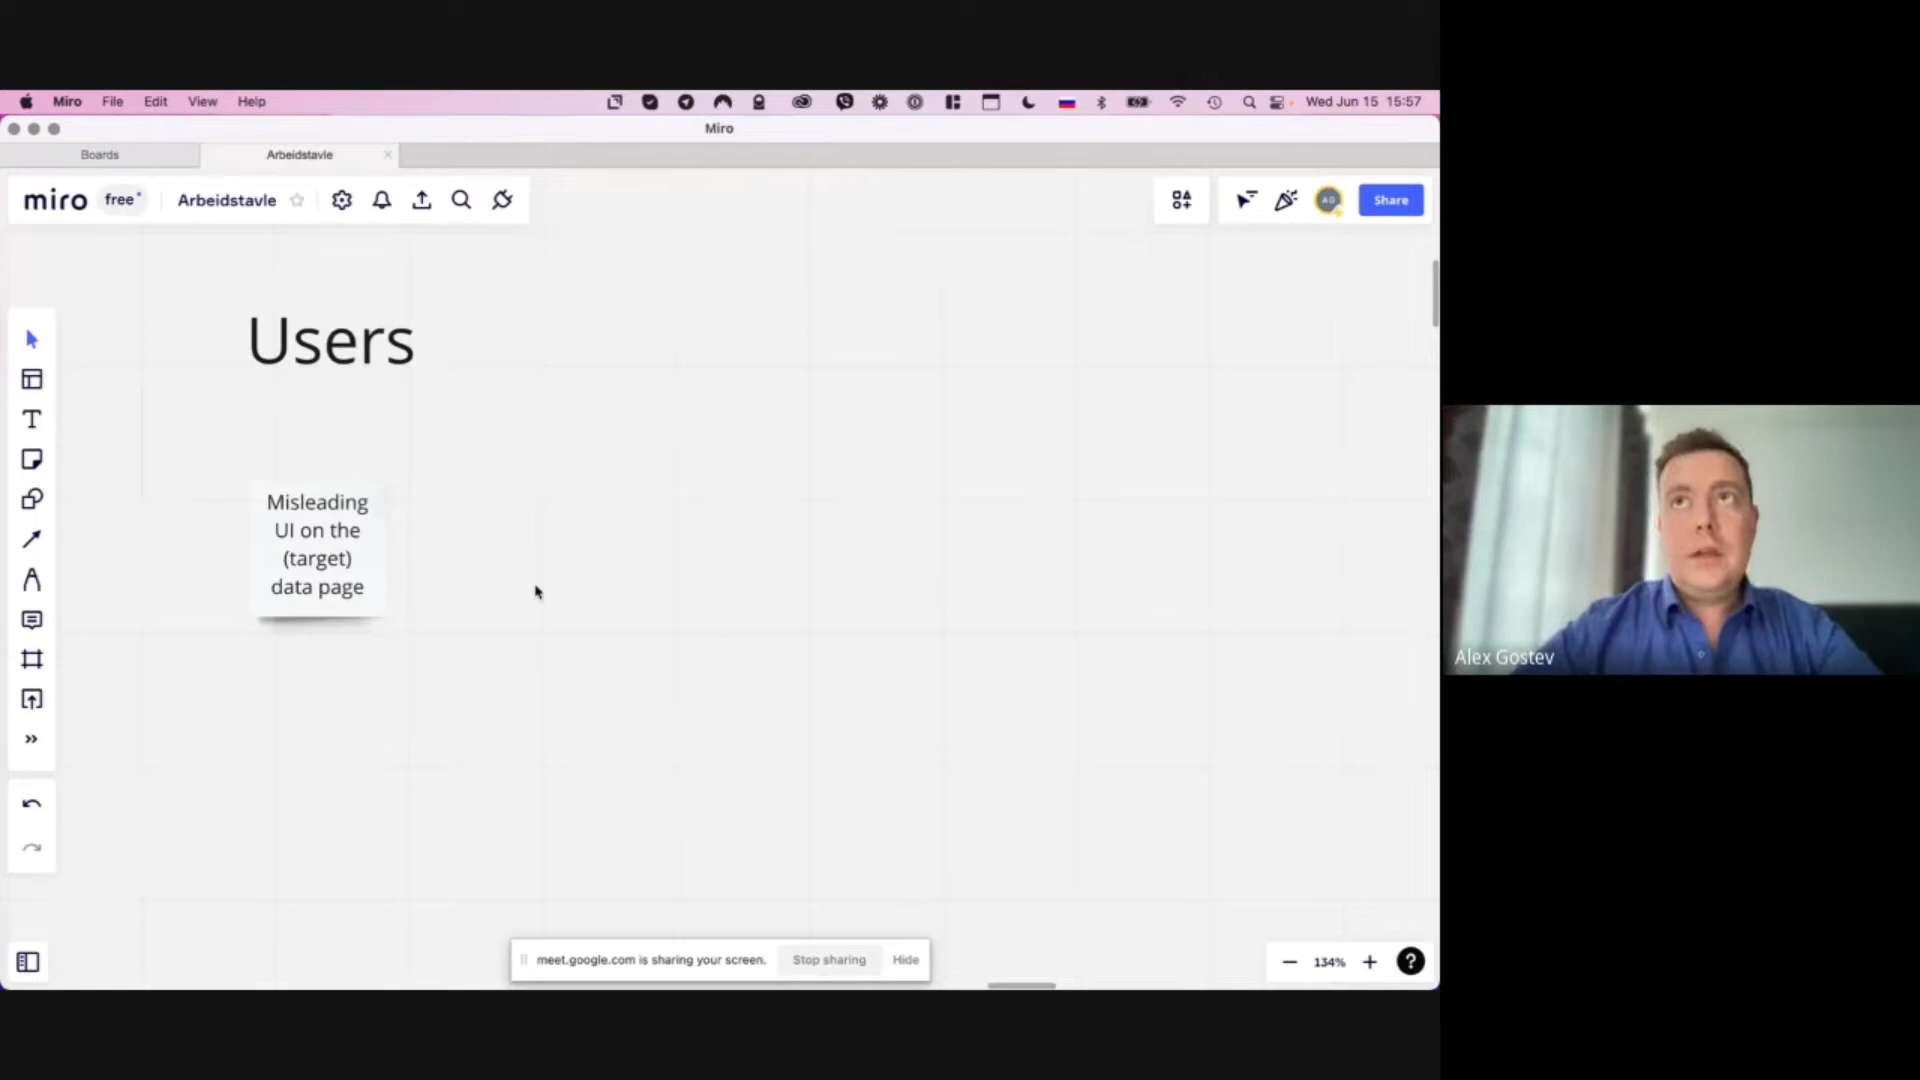 Miro File Edit View Help
Wed Jun 15 15:57
Miro
Boards
Arbeidstavle
miro free
Arbeidstavle
AG
Share
Users
Misleading
UI on the
(target)
data page
Alex Gostev
meet.google.com is sharing your screen.
Stop sharing
Hide
134%